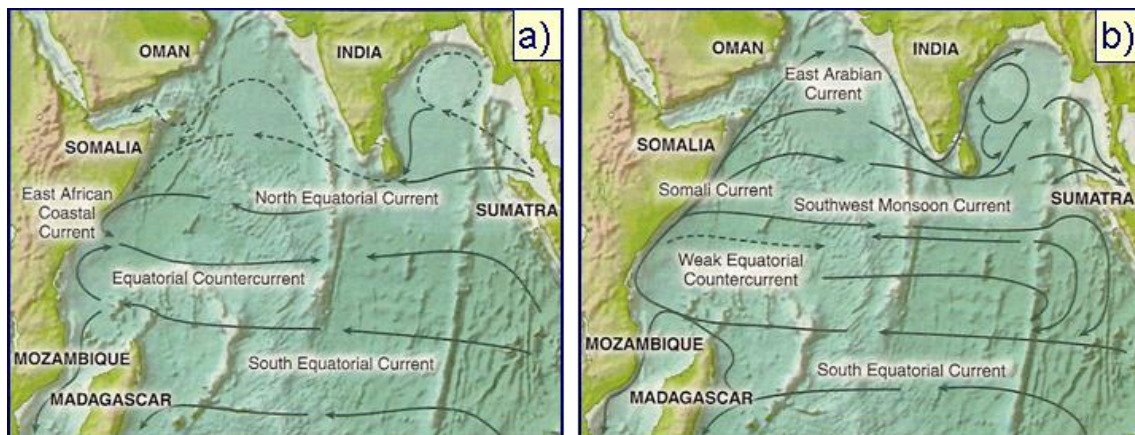 a)
OMAN
INDIA
SOMALIA
East African
Coastal
Current
North Equatorial Current
SUMATRA
Equatorial Countercurrent
MOZAMBIQUE
South Equatorial Current
MADAGASCAR
b)
OMAN
INDIA
East Arabian
Current
SOMALIA
Somali Current
Southwest Monsoon Current
SUMATRA
Weak Equatorial
Countercurrent
MOZAMBIQUE
South Equatorial Current
MADAGASCAR